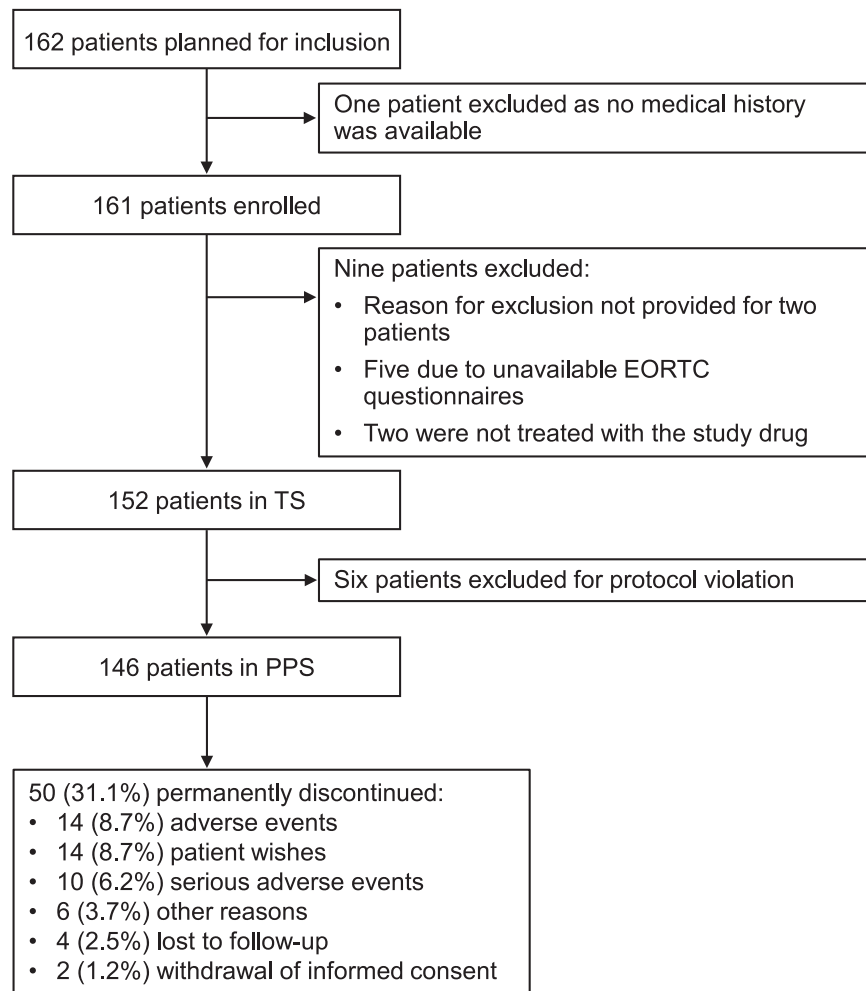 162 patients planned for inclusion
One patient excluded as no medical history
was available
161 patients enrolled
Nine patients excluded:
• Reason for exclusion not provided for two
patients
• Five due to unavailable EORTC
questionnaires
• Two were not treated with the study drug
152 patients in TS
Six patients excluded for protocol violation
146 patients in PPS
50 (31.1%) permanently discontinued:
• 14 (8.7%) adverse events
• 14 (8.7%) patient wishes
• 10 (6.2%) serious adverse events
• 6 (3.7%) other reasons
• 4 (2.5%) lost to follow-up
• 2 (1.2%) withdrawal of informed consent